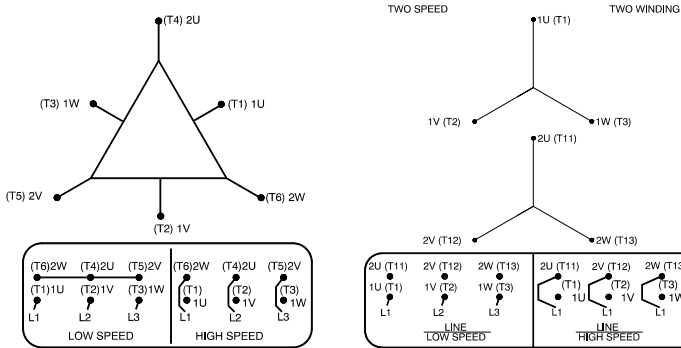 (T4) 2U
(T3) 1W
(T1) 1U
(T5) 2V
(T6) 2W
(T2) 1V
(T6)2W (T4)2U (T5)2V
(T1)1U (T2)1V (T3)1W
L1 L2 L3
LOW SPEED
(T6)2W (T4)2U (T5)2V
(T1) (T2) (T3)
1U 1V 1W
L1 L2 L3
HIGH SPEED
TWO SPEED TWO WINDING
1U (T1)
1V (T2)
1W (T3)
2U (T11)
2V (T12)
2W (T13)
2U (T11) 2V (T12) 2W (T13)
1U (T1) 1V (T2) 1W (T3)
L1 L2 L3
LINE
LOW SPEED
2U (T11) 2V (T12) 2W (T13)
(T1) (T2) (T3)
1U 1V 1W
L1 L1 L1
LINE
HIGH SPEED